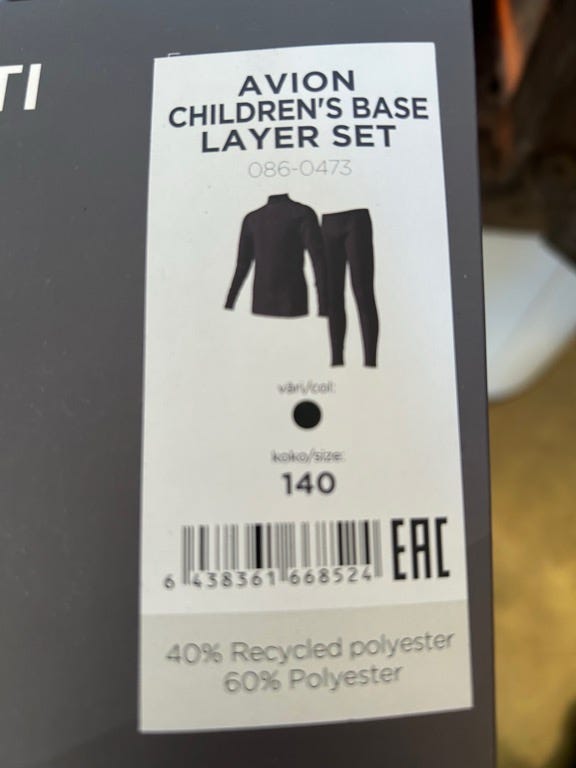 TI
AVION
CHILDREN'S BASE
LAYER SET
086-0473
väri/col:
koko/size:
140
6 438361 668524
EAC
40% Recycled polyester
60% Polyester